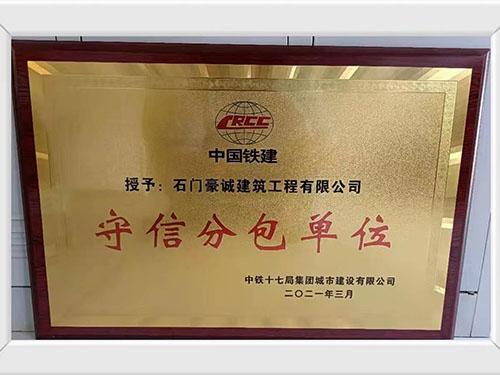 CRCC
中国铁建
授予：石门豪诚建筑工程有限公司
守信分包单位
中铁十七局集团城市建设有限公司
二〇二一年三月